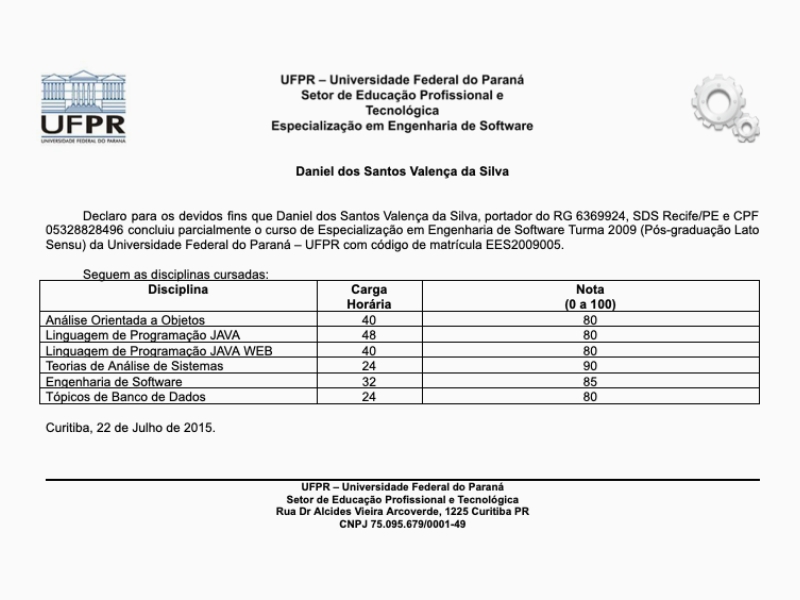 UFPR
UNIVERSIDADE FEDERAL DO PARANÁ
UFPR – Universidade Federal do Paraná
Setor de Educação Profissional e
Tecnológica
Especialização em Engenharia de Software
Daniel dos Santos Valença da Silva
Declaro para os devidos fins que Daniel dos Santos Valença da Silva, portador do RG 6369924, SDS Recife/PE e CPF
05328828496 concluiu parcialmente o curso de Especialização em Engenharia de Software Turma 2009 (Pós-graduação Lato
Sensu) da Universidade Federal do Paraná – UFPR com código de matrícula EES2009005.
Seguem as disciplinas cursadas:
Disciplina Carga Horária Nota (0 a 100)
Análise Orientada a Objetos 40 80
Linguagem de Programação JAVA 48 80
Linguagem de Programação JAVA WEB 40 80
Teorias de Análise de Sistemas 24 90
Engenharia de Software 32 85
Tópicos de Banco de Dados 24 80
Curitiba, 22 de Julho de 2015.
UFPR – Universidade Federal do Paraná
Setor de Educação Profissional e Tecnológica
Rua Dr Alcides Vieira Arcoverde, 1225 Curitiba PR
CNPJ 75.095.679/0001-49